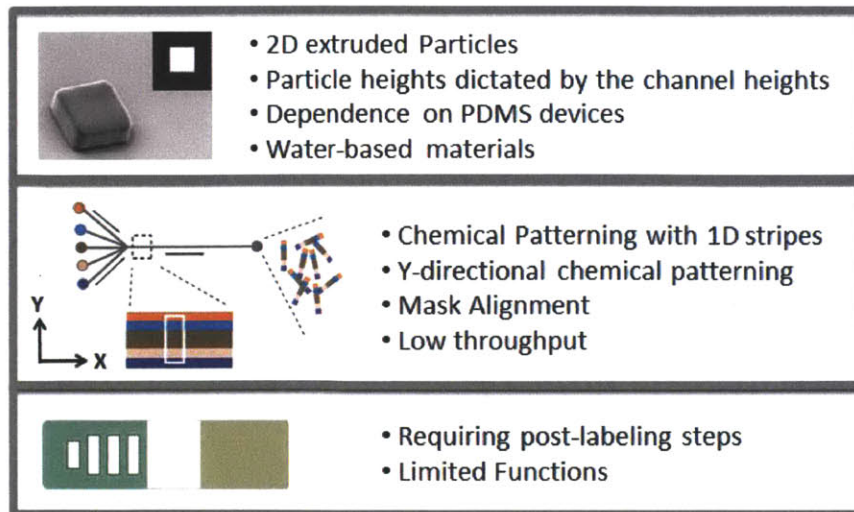 • 2D extruded Particles
• Particle heights dictated by the channel heights
• Dependence on PDMS devices
• Water-based materials
• Chemical Patterning with 1D stripes
• Y-directional chemical patterning
• Mask Alignment
• Low throughput
Y
X
• Requiring post-labeling steps
• Limited Functions